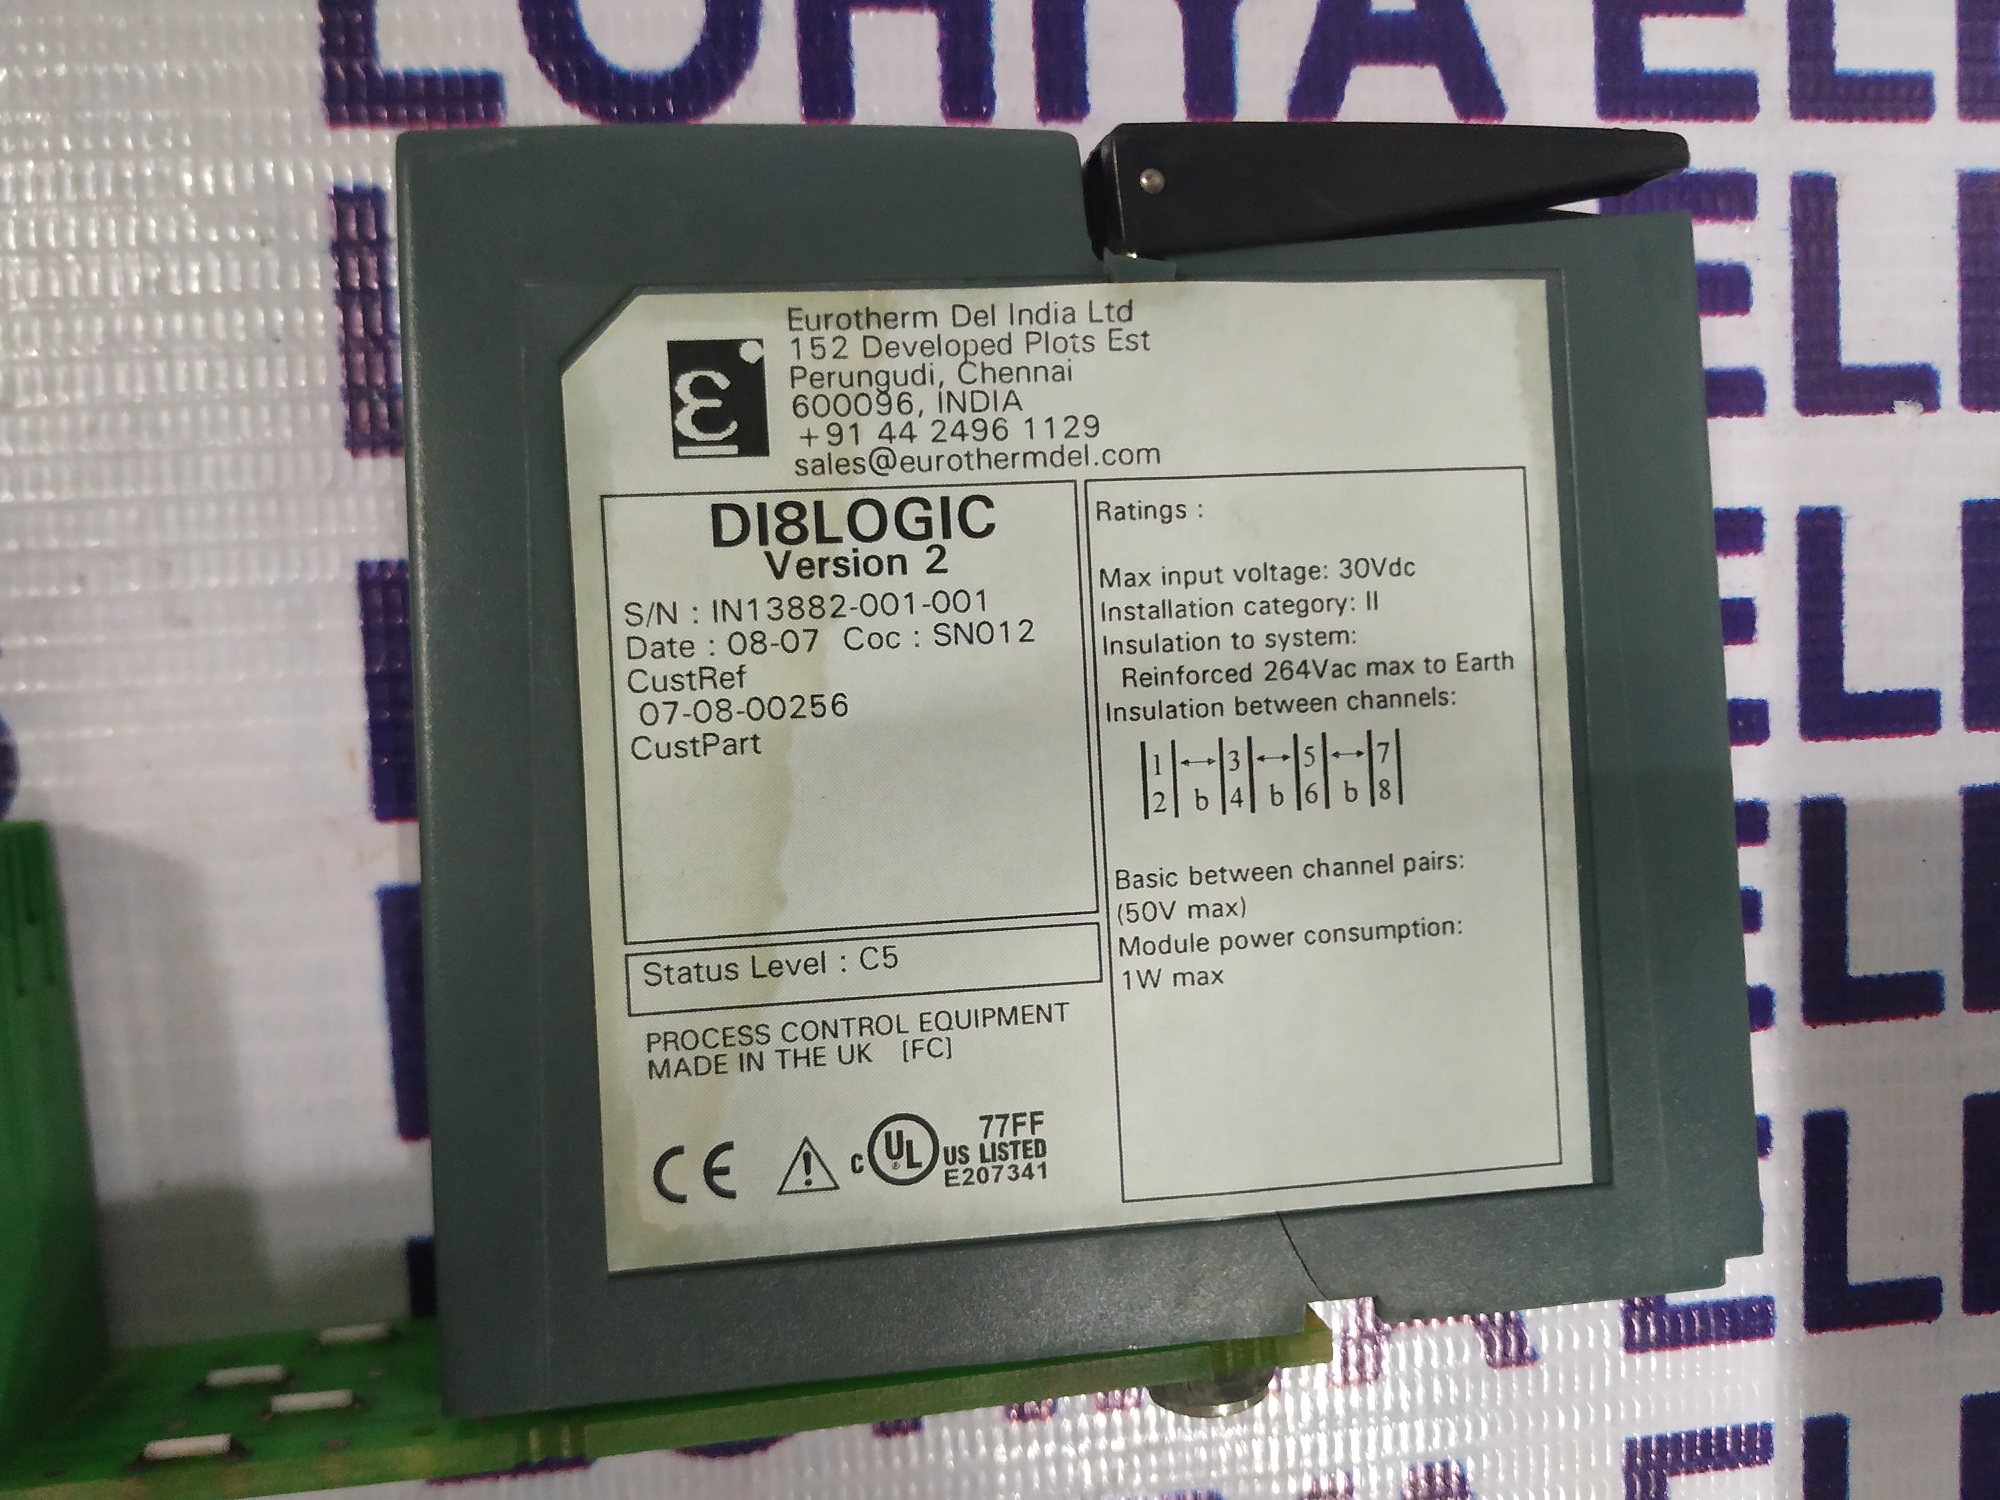 LOHIYA ELE
Eurotherm Del India Ltd
152 Developed Plots Est
Perungudi, Chennai
600096, INDIA
+91 44 2496 1129
sales@eurothermdel.com
DI8LOGIC
Version 2
S/N : IN13882-001-001
Date : 08-07 Coc : SN012
CustRef
07-08-00256
CustPart
Status Level : C5
PROCESS CONTROL EQUIPMENT
MADE IN THE UK [FC]
CE
c UL US LISTED
77FF
E207341
Ratings :
Max input voltage: 30Vdc
Installation category: II
Insulation to system:
Reinforced 264Vac max to Earth
Insulation between channels:
1 ↔ 3 ↔ 5 ↔ 7
2 b 4 b 6 b 8
Basic between channel pairs:
(50V max)
Module power consumption:
1W max